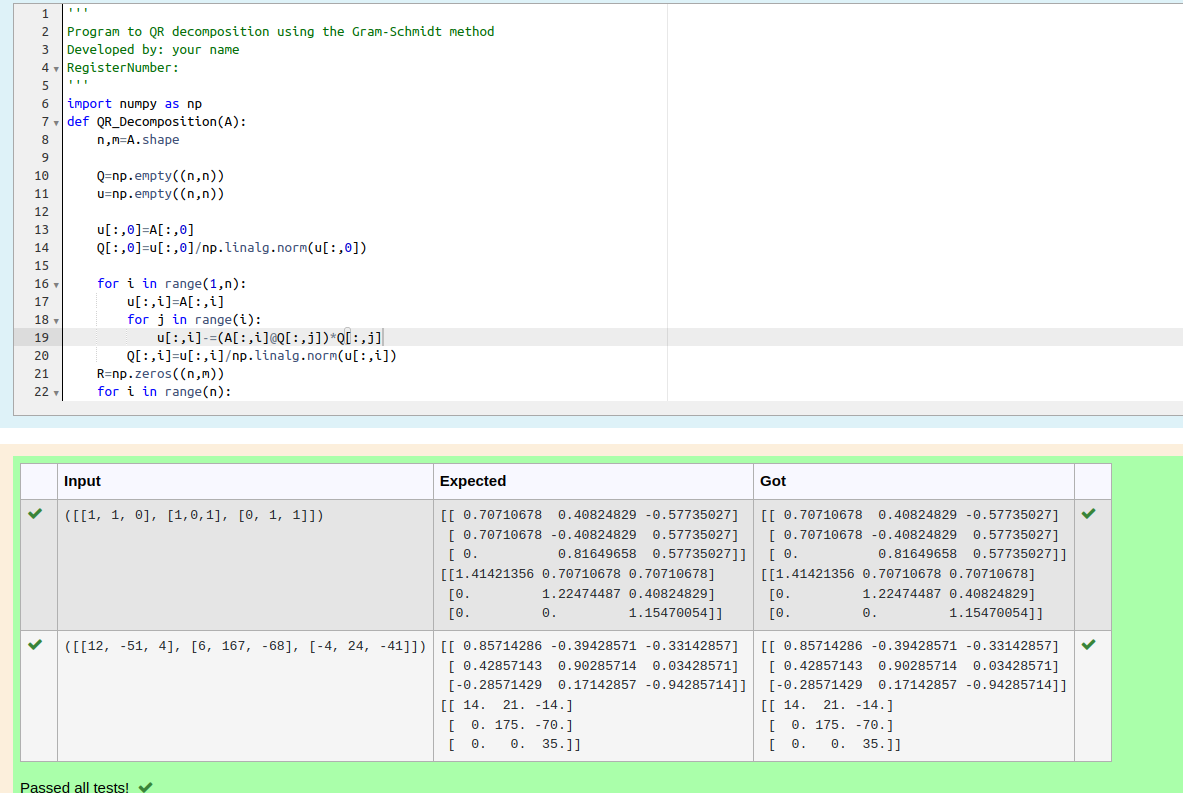 1 '''
2 Program to QR decomposition using the Gram-Schmidt method
3 Developed by: your name
4 RegisterNumber:
5 '''
6 import numpy as np
7 def QR_Decomposition(A):
8     n,m=A.shape
9
10     Q=np.empty((n,n))
11     u=np.empty((n,n))
12
13     u[:,0]=A[:,0]
14     Q[:,0]=u[:,0]/np.linalg.norm(u[:,0])
15
16     for i in range(1,n):
17         u[:,i]=A[:,i]
18         for j in range(i):
19             u[:,i]-=(A[:,i]@Q[:,j])*Q[:,j]
20         Q[:,i]=u[:,i]/np.linalg.norm(u[:,i])
21     R=np.zeros((n,m))
22     for i in range(n):
Input Expected Got
([[1, 1, 0], [1,0,1], [0, 1, 1]]) [[ 0.70710678  0.40824829 -0.57735027] [[ 0.70710678  0.40824829 -0.57735027]
[ 0.70710678 -0.40824829  0.57735027] [ 0.70710678 -0.40824829  0.57735027]
[ 0.          0.81649658  0.57735027]] [ 0.          0.81649658  0.57735027]]
[[1.41421356 0.70710678 0.70710678] [[1.41421356 0.70710678 0.70710678]
[0.         1.22474487 0.40824829] [0.         1.22474487 0.40824829]
[0.         0.         1.15470054]] [0.         0.         1.15470054]]
([[12, -51, 4], [6, 167, -68], [-4, 24, -41]]) [[ 0.85714286 -0.39428571 -0.33142857] [[ 0.85714286 -0.39428571 -0.33142857]
[ 0.42857143  0.90285714  0.03428571] [ 0.42857143  0.90285714  0.03428571]
[-0.28571429  0.17142857 -0.94285714]] [-0.28571429  0.17142857 -0.94285714]]
[[ 14.  21. -14.] [[ 14.  21. -14.]
[  0. 175. -70.] [  0. 175. -70.]
[  0.   0.  35.]] [  0.   0.  35.]]
Passed all tests!